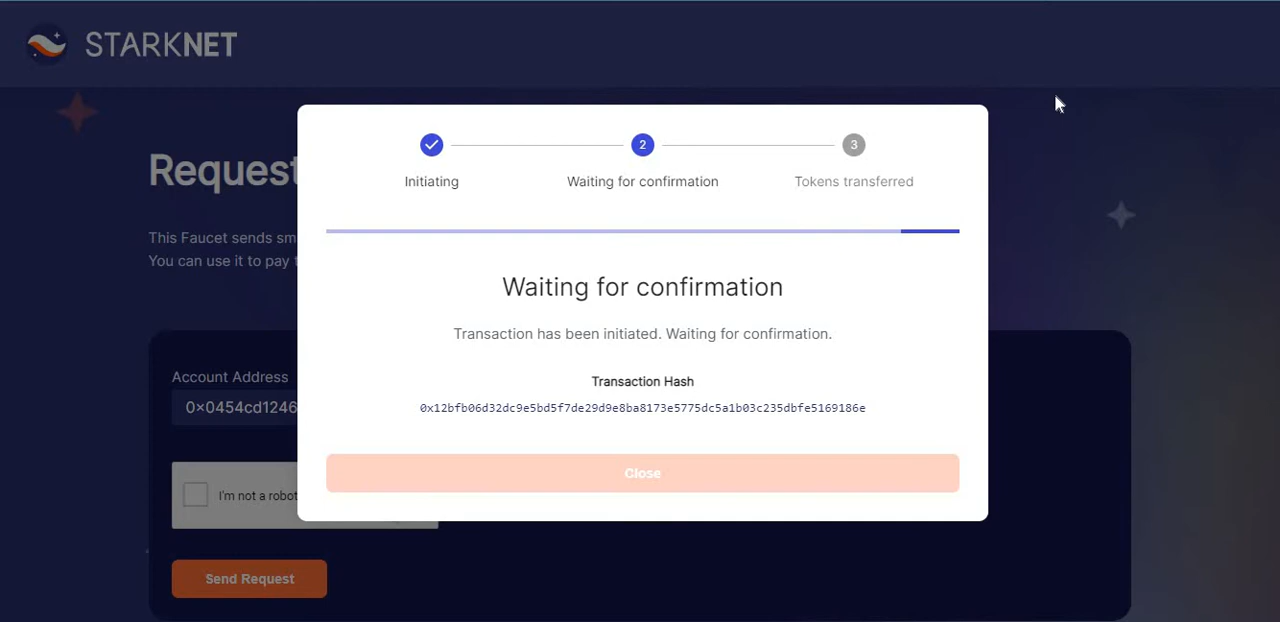 STARKNET
2
3
Initiating
Waiting for confirmation
Tokens transferred
Request
This Faucet sends
You can use it to pay
Waiting for confirmation
Transaction has been initiated. Waiting for confirmation.
Transaction Hash
0x12bfb06d32dc9e5bd5f7de29d9e8ba8173e5775dc5a1b03c235dbfe5169186e
Close
Account Address
0x0454cd1246
I'm not a robot
Send Request